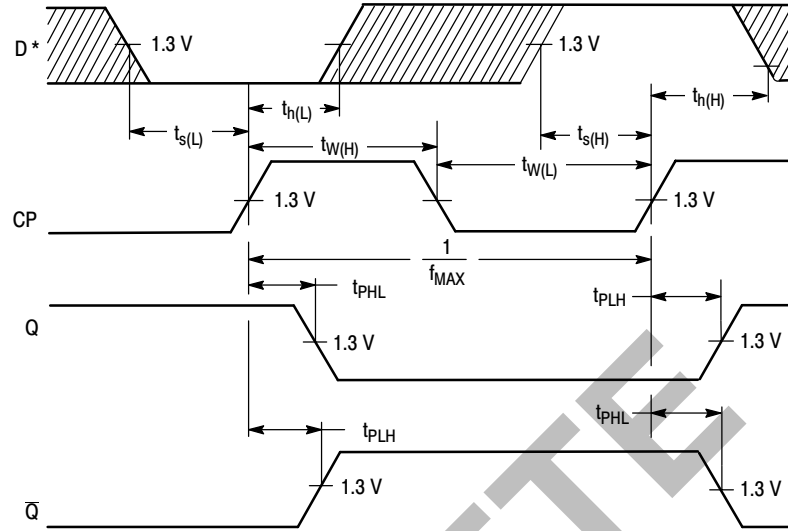 D *
1.3 V
1.3 V
ts(L)
th(L)
ts(H)
th(H)
tW(H)
tW(L)
CP
1.3 V
1.3 V
1
fMAX
Q
tPHL
tPLH
1.3 V
1.3 V
tPLH
tPHL
Q̅
1.3 V
1.3 V
TE